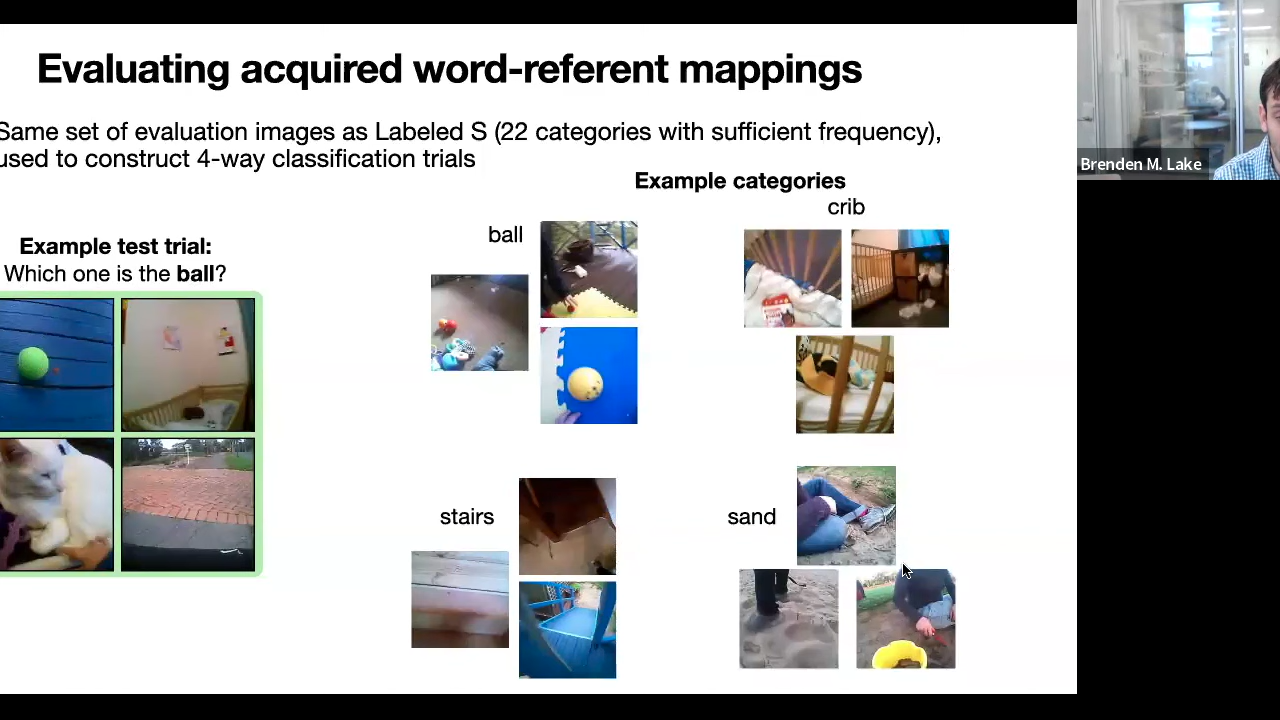 Evaluating acquired word-referent mappings
Same set of evaluation images as Labeled S (22 categories with sufficient frequency),
used to construct 4-way classification trials
Example categories
crib
ball
Example test trial:
Which one is the ball?
stairs
sand
Brenden M. Lake